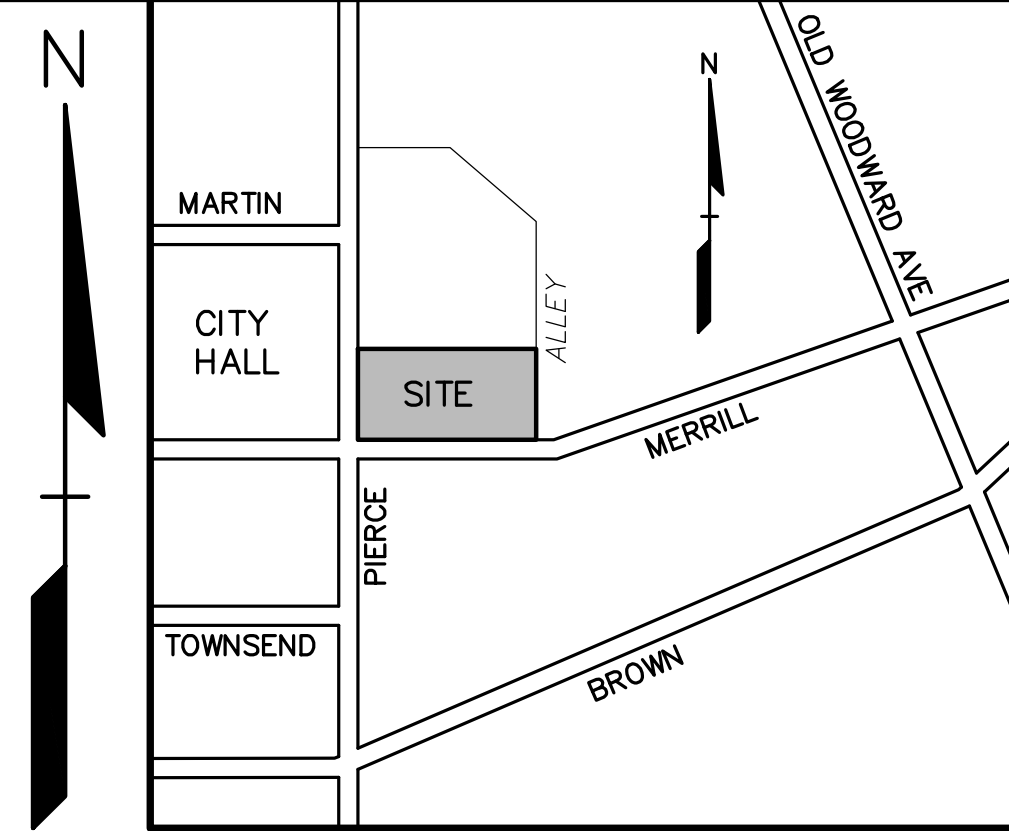 N
N
OLD WOODWARD AVE
MARTIN
ALLEY
CITY
HALL
SITE
MERRILL
PIERCE
TOWNSEND
BROWN